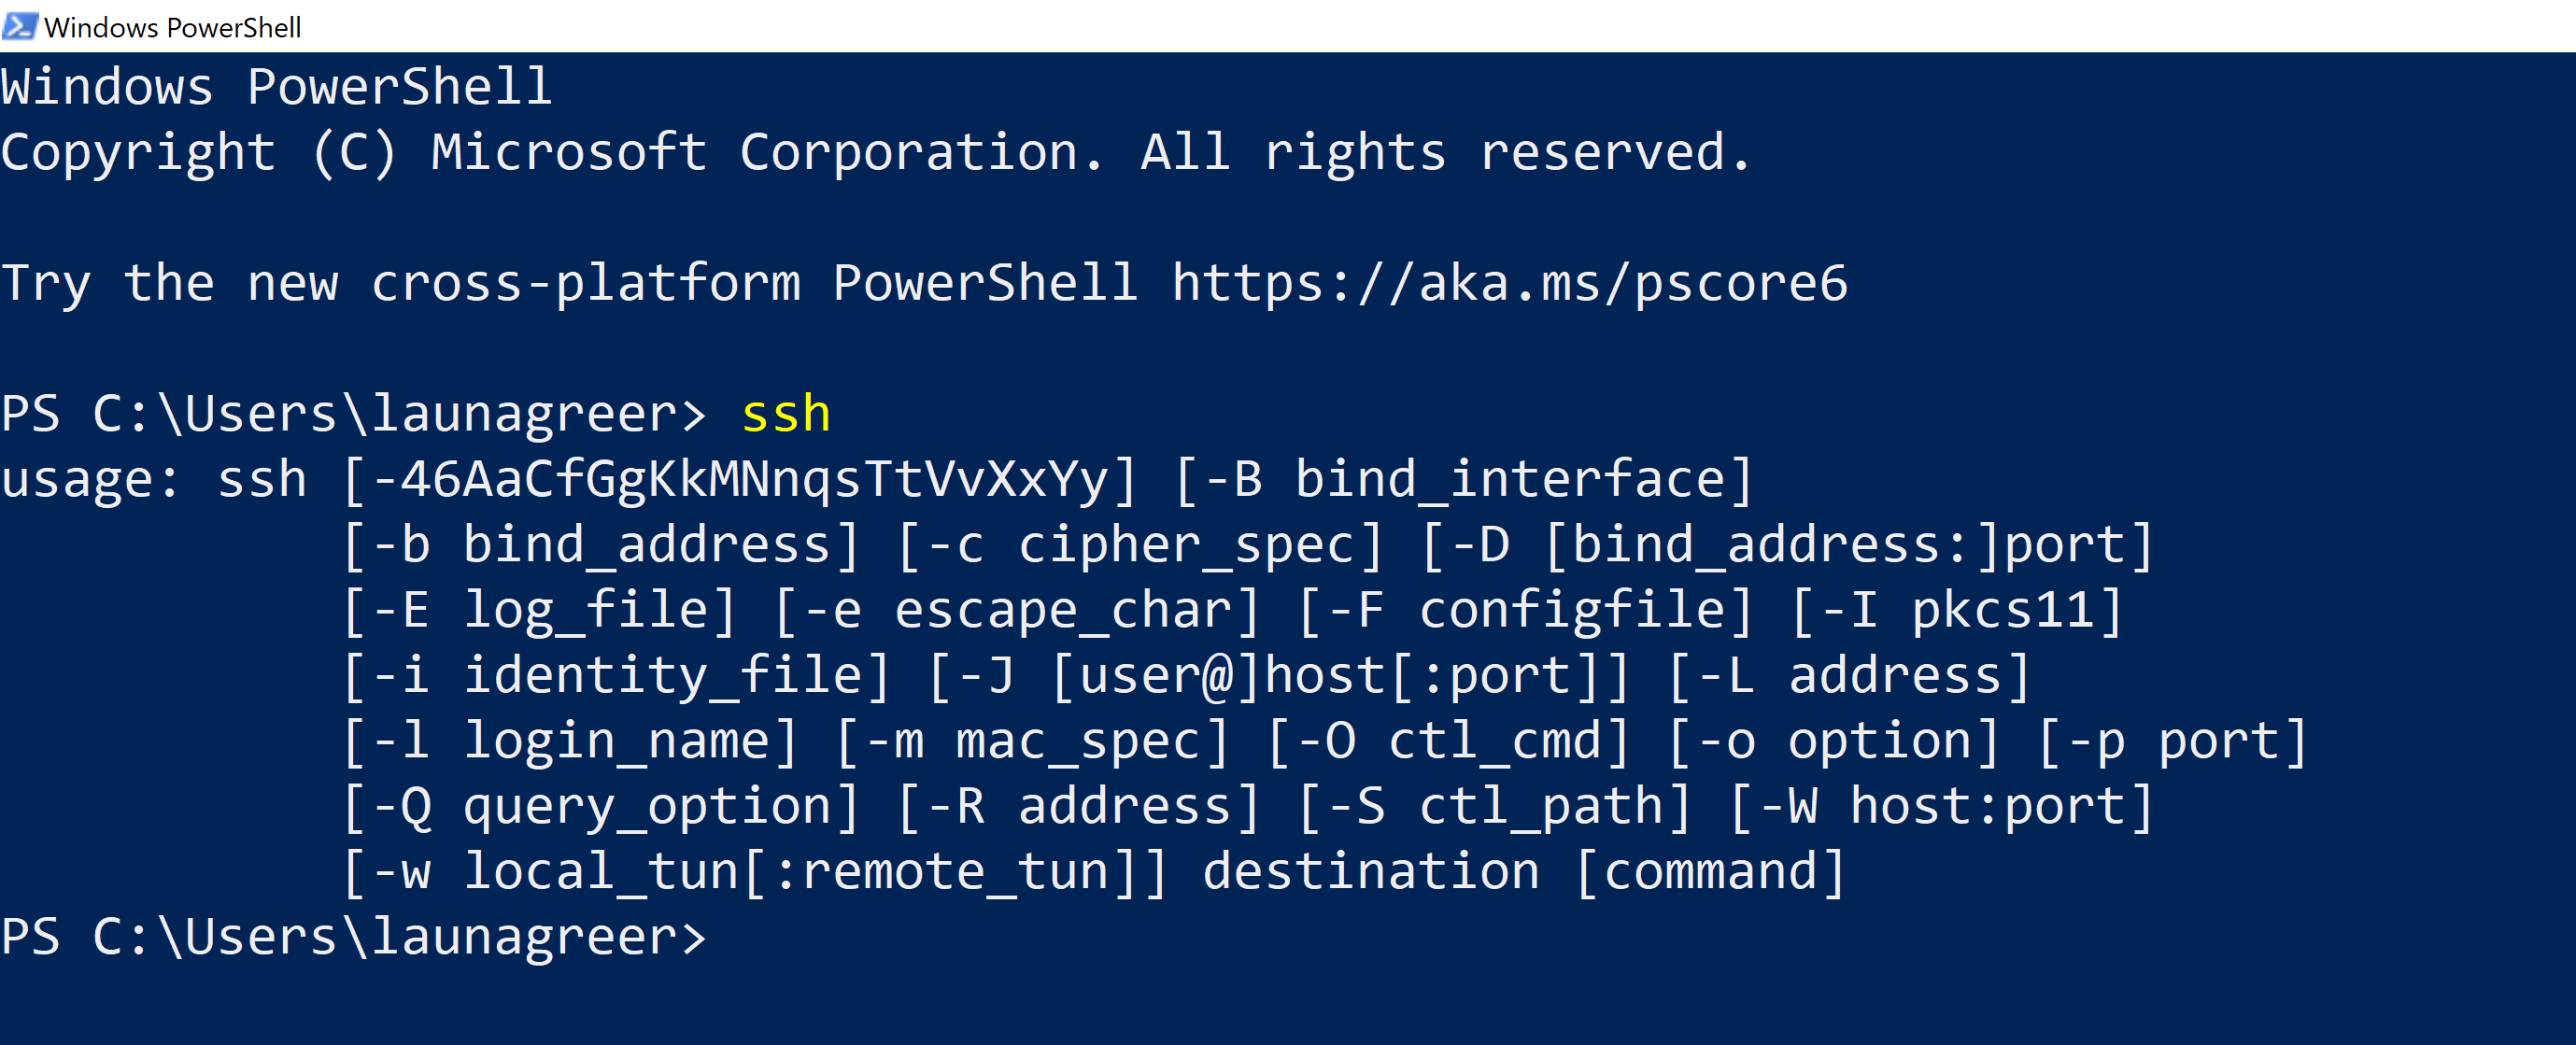 Windows PowerShell
Windows PowerShell
Copyright (C) Microsoft Corporation. All rights reserved.
Try the new cross-platform PowerShell https://aka.ms/pscore6
PS C:\Users\launagreer> ssh
usage: ssh [-46AaCfGgKkMNnqsTtVvXxYy] [-B bind_interface]
           [-b bind_address] [-c cipher_spec] [-D [bind_address:]port]
           [-E log_file] [-e escape_char] [-F configfile] [-I pkcs11]
           [-i identity_file] [-J [user@]host[:port]] [-L address]
           [-l login_name] [-m mac_spec] [-O ctl_cmd] [-o option] [-p port]
           [-Q query_option] [-R address] [-S ctl_path] [-W host:port]
           [-w local_tun[:remote_tun]] destination [command]
PS C:\Users\launagreer>